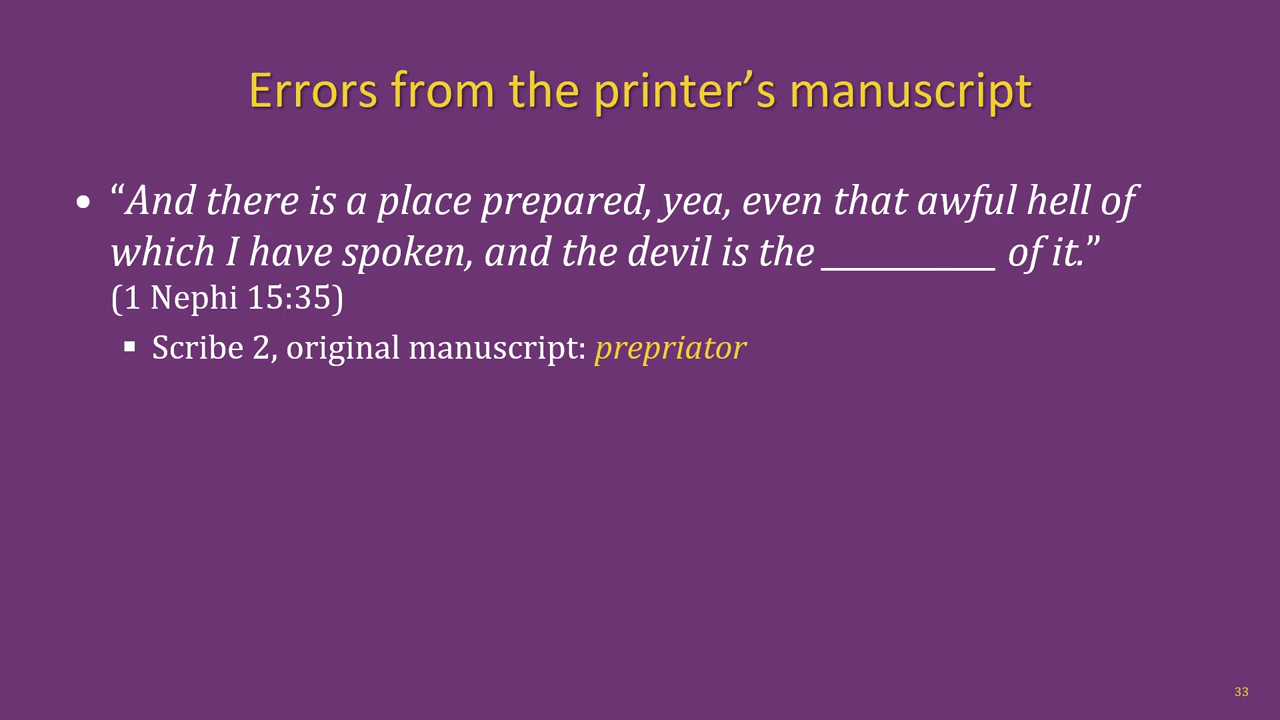 Errors from the printer’s manuscript
• “And there is a place prepared, yea, even that awful hell of
which I have spoken, and the devil is the ___________ of it.”
(1 Nephi 15:35)
▪ Scribe 2, original manuscript: prepriator
33